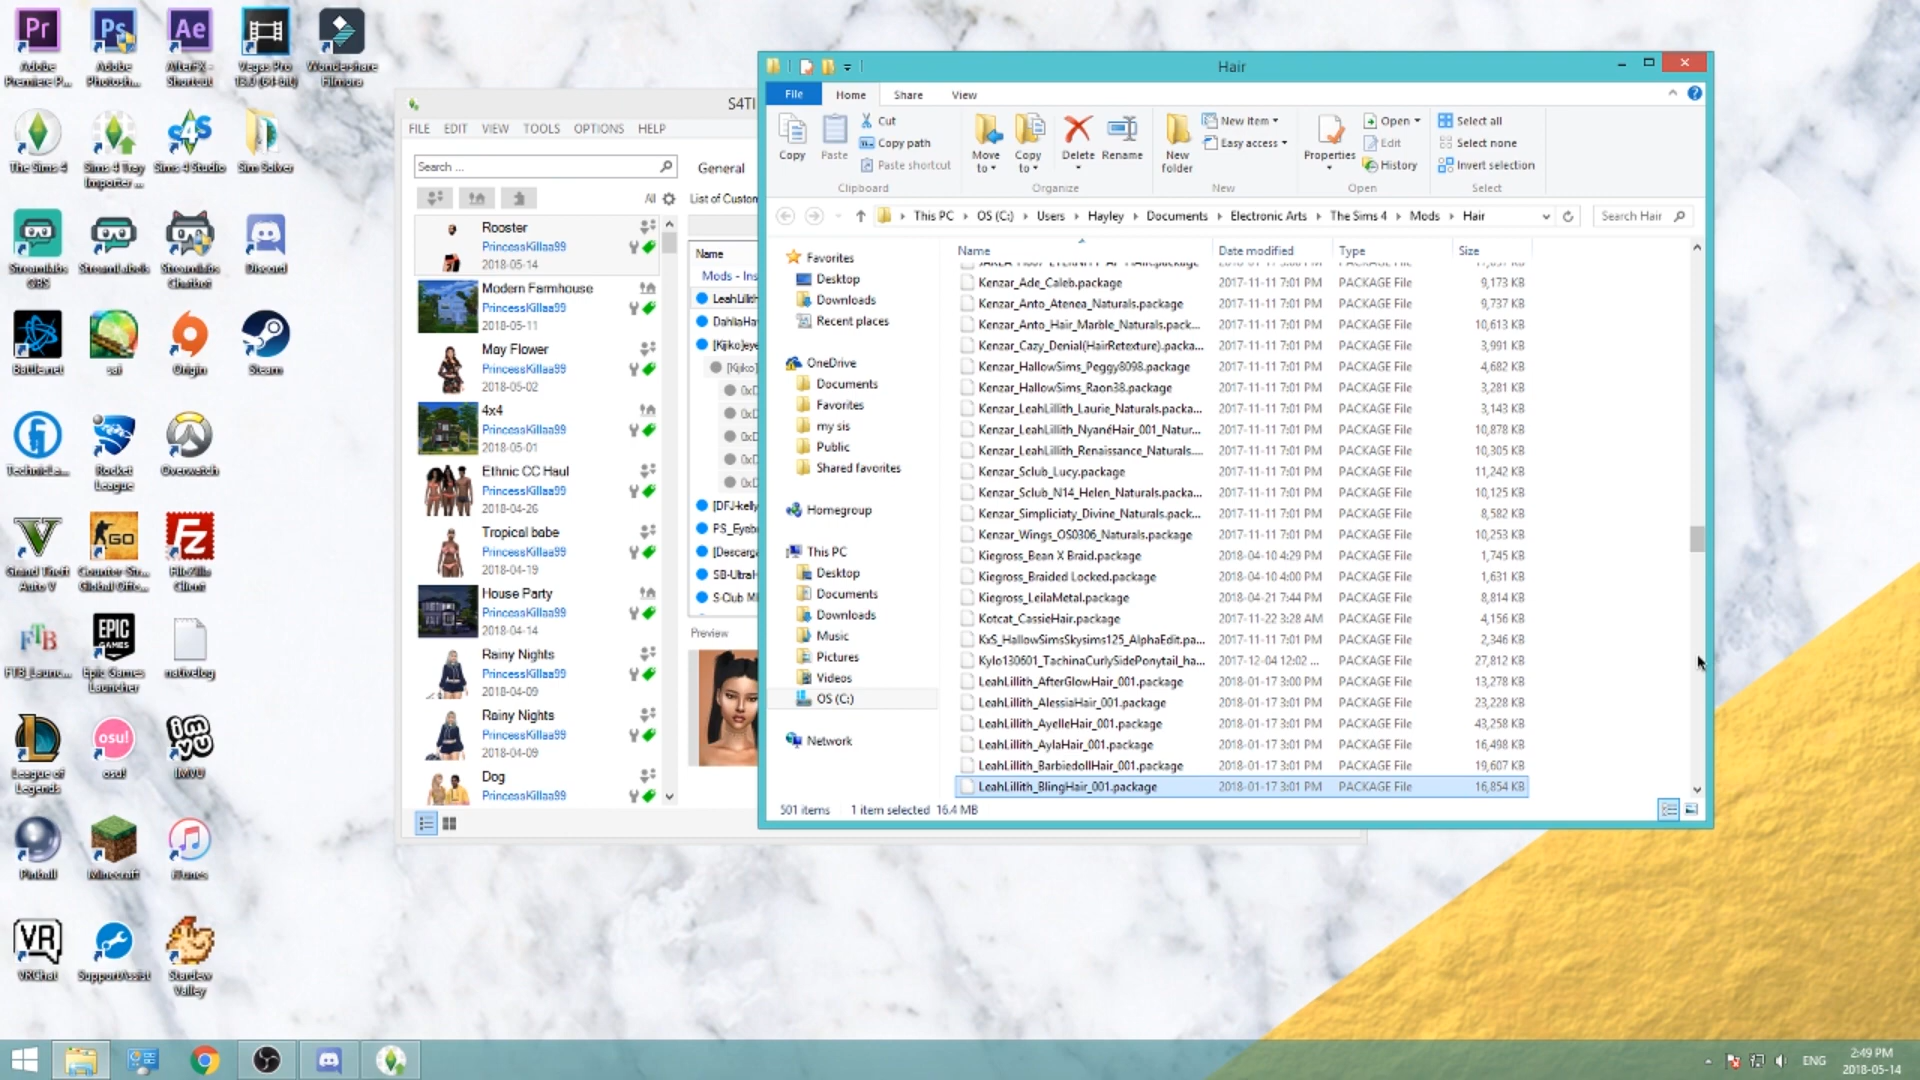 Adobe Premiere P...
Adobe Photosh...
AfterFX - Shortcut
Vegas Pro 13.0 (64-bit)
Wondershare Filmora
The Sims 4
Sims 4 Tray Importer ...
Sims 4 Studio
Sim Salver
Streamlabs OBS
StreamLabels
Streamlabs Chatbot
Discord
Battle.net
sai
Origin
Steam
TechnicLa...
Rocket League
Overwatch
Grand Theft Auto V
Counter-Str... Global Offe...
FileZilla Client
FTB_Launc...
Epic Games Launcher
nativelog
League of Legends
osu!
IMVU
Pinball
Minecraft
iTunes
VRChat
SupportAssist
Stardew Valley
S4TI
FILE EDIT VIEW TOOLS OPTIONS HELP
Search ...
General
All
List of Custom
Rooster
PrincessKillaa99
2018-05-14
Modern Farmhouse
PrincessKillaa99
2018-05-11
May Flower
PrincessKillaa99
2018-05-02
4x4
PrincessKillaa99
2018-05-01
Ethnic CC Haul
PrincessKillaa99
2018-04-26
Tropical babe
PrincessKillaa99
2018-04-19
House Party
PrincessKillaa99
2018-04-14
Rainy Nights
PrincessKillaa99
2018-04-09
Rainy Nights
PrincessKillaa99
2018-04-09
Dog
PrincessKillaa99
Name
Mods - Ins
LeahLillith
DahliaHa
[Kijiko]eye
[Kijiko]
0xD
0xD
0xD
0xD
0xD
[DFJ-kelly
PS_Eyeb
[Descarga
SB-Ultral
S-Club M
Preview
Hair
File Home Share View
Copy
Paste
Cut
Copy path
Paste shortcut
Clipboard
Move to
Copy to
Delete
Rename
Organize
New folder
New item
Easy access
New
Properties
Open
Edit
History
Open
Select all
Select none
Invert selection
Select
This PC OS (C:) Users Hayley Documents Electronic Arts The Sims 4 Mods Hair
Search Hair
Favorites
Desktop
Downloads
Recent places
OneDrive
Documents
Favorites
my sis
Public
Shared favorites
Homegroup
This PC
Desktop
Documents
Downloads
Music
Pictures
Videos
OS (C:)
Network
Name Date modified Type Size
Kenzar_Ade_Caleb.package 2017-11-11 7:01 PM PACKAGE File 9,173 KB
Kenzar_Anto_Atenea_Naturals.package 2017-11-11 7:01 PM PACKAGE File 9,737 KB
Kenzar_Anto_Hair_Marble_Naturals.pack... 2017-11-11 7:01 PM PACKAGE File 10,613 KB
Kenzar_Cazy_Denial(HairRetexture).packa... 2017-11-11 7:01 PM PACKAGE File 3,991 KB
Kenzar_HallowSims_Peggy8098.package 2017-11-11 7:01 PM PACKAGE File 4,682 KB
Kenzar_HallowSims_Raon38.package 2017-11-11 7:01 PM PACKAGE File 3,281 KB
Kenzar_LeahLillith_Laurie_Naturals.packa... 2017-11-11 7:01 PM PACKAGE File 3,143 KB
Kenzar_LeahLillith_NyanéHair_001_Natur... 2017-11-11 7:01 PM PACKAGE File 10,878 KB
Kenzar_LeahLillith_Renaissance_Naturals.... 2017-11-11 7:01 PM PACKAGE File 10,305 KB
Kenzar_Sclub_Lucy.package 2017-11-11 7:01 PM PACKAGE File 11,242 KB
Kenzar_Sclub_N14_Helen_Naturals.packa... 2017-11-11 7:01 PM PACKAGE File 10,125 KB
Kenzar_Simpliciaty_Divine_Naturals.pack... 2017-11-11 7:01 PM PACKAGE File 8,582 KB
Kenzar_Wings_OS0306_Naturals.package 2017-11-11 7:01 PM PACKAGE File 10,253 KB
Kiegross_Bean X Braid.package 2018-04-10 4:29 PM PACKAGE File 1,745 KB
Kiegross_Braided Locked.package 2018-04-10 4:00 PM PACKAGE File 1,631 KB
Kiegross_LeilaMetal.package 2018-04-21 7:44 PM PACKAGE File 8,814 KB
Kotcat_CassieHair.package 2017-11-22 3:28 AM PACKAGE File 4,156 KB
KxS_HallowSimsSkysims125_AlphaEdit.pa... 2017-11-11 7:01 PM PACKAGE File 2,346 KB
Kylo130601_TachinaCurlySidePonytail_ha... 2017-12-04 12:02 ... PACKAGE File 27,812 KB
LeahLillith_AfterGlowHair_001.package 2018-01-17 3:00 PM PACKAGE File 13,278 KB
LeahLillith_AlessiaHair_001.package 2018-01-17 3:01 PM PACKAGE File 23,228 KB
LeahLillith_AyelleHair_001.package 2018-01-17 3:01 PM PACKAGE File 43,258 KB
LeahLillith_AylaHair_001.package 2018-01-17 3:01 PM PACKAGE File 16,498 KB
LeahLillith_BarbiedollHair_001.package 2018-01-17 3:01 PM PACKAGE File 19,607 KB
LeahLillith_BlingHair_001.package 2018-01-17 3:01 PM PACKAGE File 16,854 KB
501 items 1 item selected 16.4 MB
ENG
2:49 PM
2018-05-14